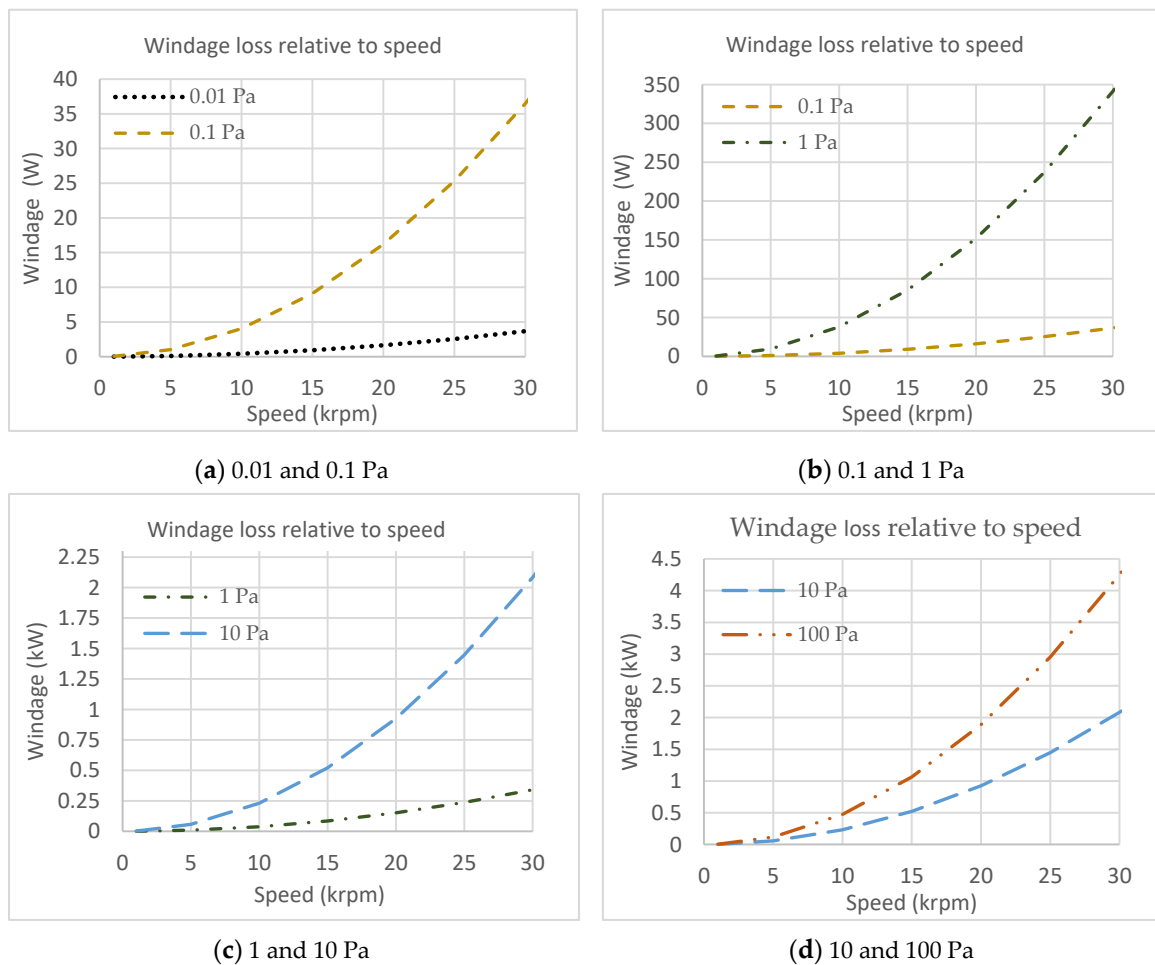 Windage loss relative to speed
40
35
30
25
20
15
10
5
0
0.01 Pa
0.1 Pa
Windage (W)
0 5 10 15 20 25 30
Speed (krpm)
(a) 0.01 and 0.1 Pa
Windage loss relative to speed
350
300
250
200
150
100
50
0
0.1 Pa
1 Pa
Windage (W)
0 5 10 15 20 25 30
Speed (krpm)
(b) 0.1 and 1 Pa
Windage loss relative to speed
2.25
2
1.75
1.5
1.25
1
0.75
0.5
0.25
0
1 Pa
10 Pa
Windage (kW)
0 5 10 15 20 25 30
Speed (krpm)
(c) 1 and 10 Pa
Windage loss relative to speed
4.5
4
3.5
3
2.5
2
1.5
1
0.5
0
10 Pa
100 Pa
Windage (kW)
0 5 10 15 20 25 30
Speed (krpm)
(d) 10 and 100 Pa